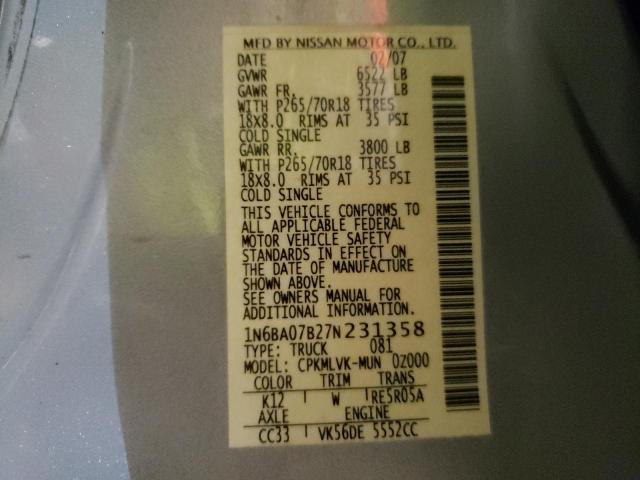 MFD BY NISSAN MOTOR CO., LTD.
DATE 02/07
GVWR 6522 LB
GAWR FR. 3577 LB
WITH P265/70R18 TIRES
18X8.0 RIMS AT 35 PSI
COLD SINGLE
GAWR RR. 3800 LB
WITH P265/70R18 TIRES
18X8.0 RIMS AT 35 PSI
COLD SINGLE
THIS VEHICLE CONFORMS TO
ALL APPLICABLE FEDERAL
MOTOR VEHICLE SAFETY
STANDARDS IN EFFECT ON
THE DATE OF MANUFACTURE
SHOWN ABOVE.
SEE OWNERS MANUAL FOR
ADDITIONAL INFORMATION.
1N6BA07B27N231358
TYPE: TRUCK 081
MODEL: CPKMLVK-MUN 0Z000
COLOR TRIM TRANS
K12 W RE5R05A
AXLE ENGINE
CC33 VK56DE 5552CC